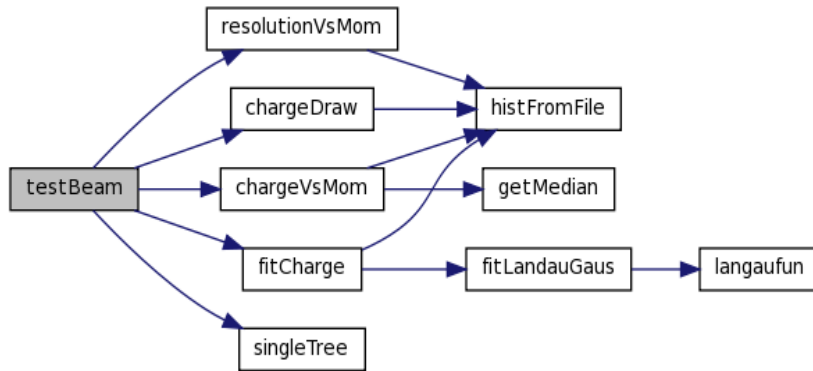 resolutionVsMom
chargeDraw
histFromFile
testBeam
chargeVsMom
getMedian
fitCharge
fitLandauGaus
langaufun
singleTree